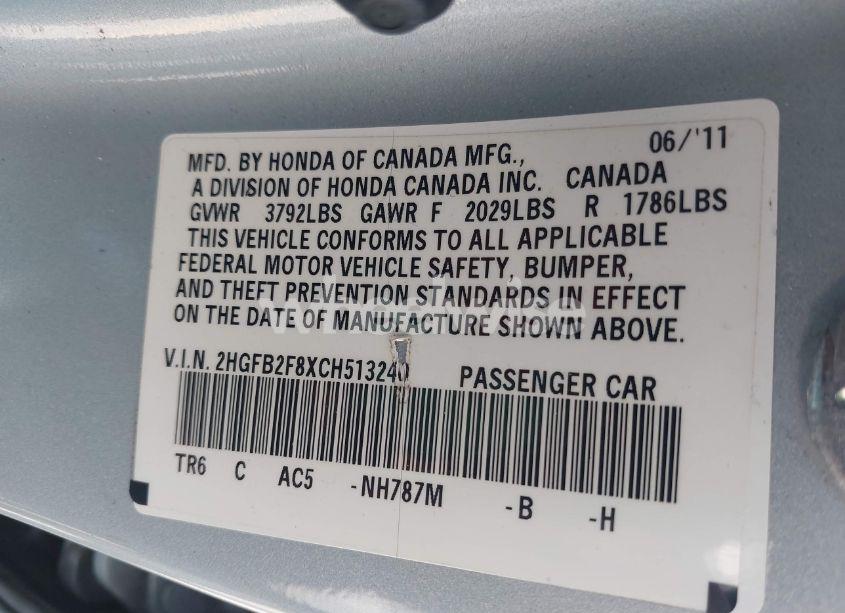 06/'11
MFD. BY HONDA OF CANADA MFG.,
A DIVISION OF HONDA CANADA INC. CANADA
GVWR 3792LBS GAWR F 2029LBS R 1786LBS
THIS VEHICLE CONFORMS TO ALL APPLICABLE
FEDERAL MOTOR VEHICLE SAFETY, BUMPER,
AND THEFT PREVENTION STANDARDS IN EFFECT
ON THE DATE OF MANUFACTURE SHOWN ABOVE.
V.I.N. 2HGFB2F8XCH513240 PASSENGER CAR
TR6 C AC5 -NH787M -B -H